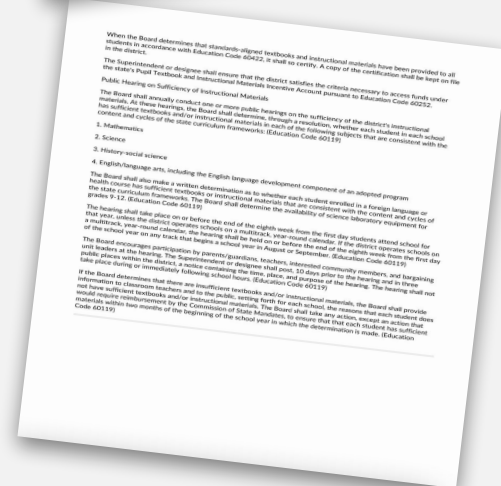 When the Board determines that standards-aligned textbooks and instructional materials have been provided to all
students in accordance with Education Code 60422, it shall so certify. A copy of the certification shall be kept on file
in the district.
The Superintendent or designee shall ensure that the district satisfies the criteria necessary to access funds under
the state's Pupil Textbook and Instructional Materials Incentive Account pursuant to Education Code 60252.
Public Hearing on Sufficiency of Instructional Materials
The Board shall annually conduct one or more public hearings on the sufficiency of the district's instructional
materials. At these hearings, the Board shall determine, through a resolution, whether each student in each school
has sufficient textbooks and/or instructional materials in each of the following subjects that are consistent with the
content and cycles of the state curriculum frameworks: (Education Code 60119)
1. Mathematics
2. Science
3. History-social science
4. English/language arts, including the English language development component of an adopted program
The Board shall also make a written determination as to whether each student enrolled in a foreign language or
health course has sufficient textbooks or instructional materials that are consistent with the content and cycles of
the state curriculum frameworks. The Board shall determine the availability of science laboratory equipment for
grades 9-12. (Education Code 60119)
The hearing shall take place on or before the end of the eighth week from the first day students attend school for
that year, unless the district operates schools on a multitrack, year-round calendar. If the district operates schools on
a multitrack, year-round calendar, the hearing shall be held on or before the end of the eighth week from the first day
of the school year on any track that begins a school year in August or September. (Education Code 60119)
The Board encourages participation by parents/guardians, teachers, interested community members, and bargaining
unit leaders at the hearing. The Superintendent or designee shall post, 10 days prior to the hearing and in three
public places within the district, a notice containing the time, place, and purpose of the hearing. The hearing shall not
take place during or immediately following school hours. (Education Code 60119)
If the Board determines that there are insufficient textbooks and/or instructional materials, the Board shall provide
information to classroom teachers and to the public, setting forth for each school, the reasons that each student does
not have sufficient textbooks and/or instructional materials. The Board shall take any action, except an action that
would require reimbursement by the Commission of State Mandates, to ensure that that each student has sufficient
materials within two months of the beginning of the school year in which the determination is made. (Education
Code 60119)